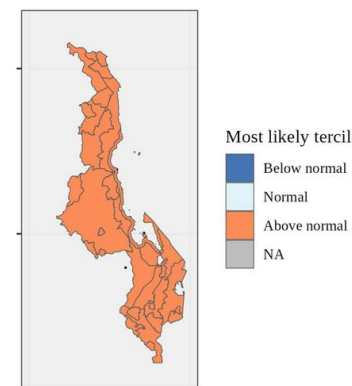 Most likely tercil
Below normal
Normal
Above normal
NA